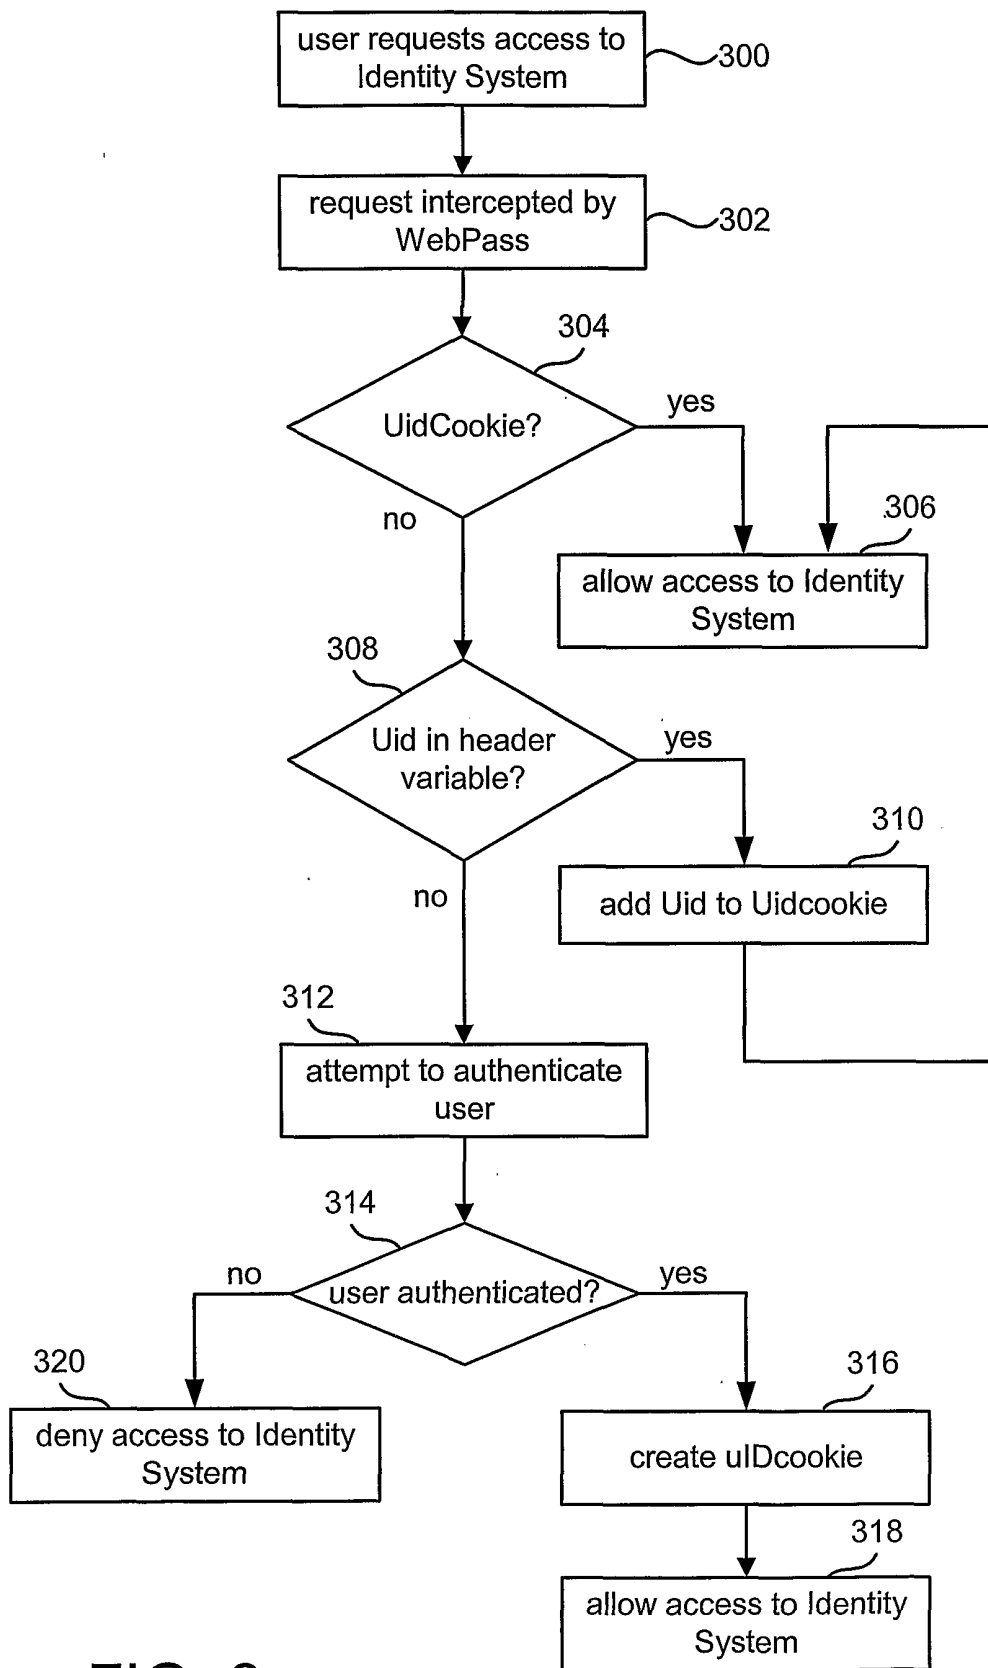 user requests access to
Identity System
300
request intercepted by
WebPass
302
304
UidCookie?
yes
no
306
allow access to Identity
System
308
Uid in header
variable?
yes
no
310
add Uid to Uidcookie
312
attempt to authenticate
user
314
user authenticated?
no
yes
320
deny access to Identity
System
316
create uIDcookie
318
allow access to Identity
System